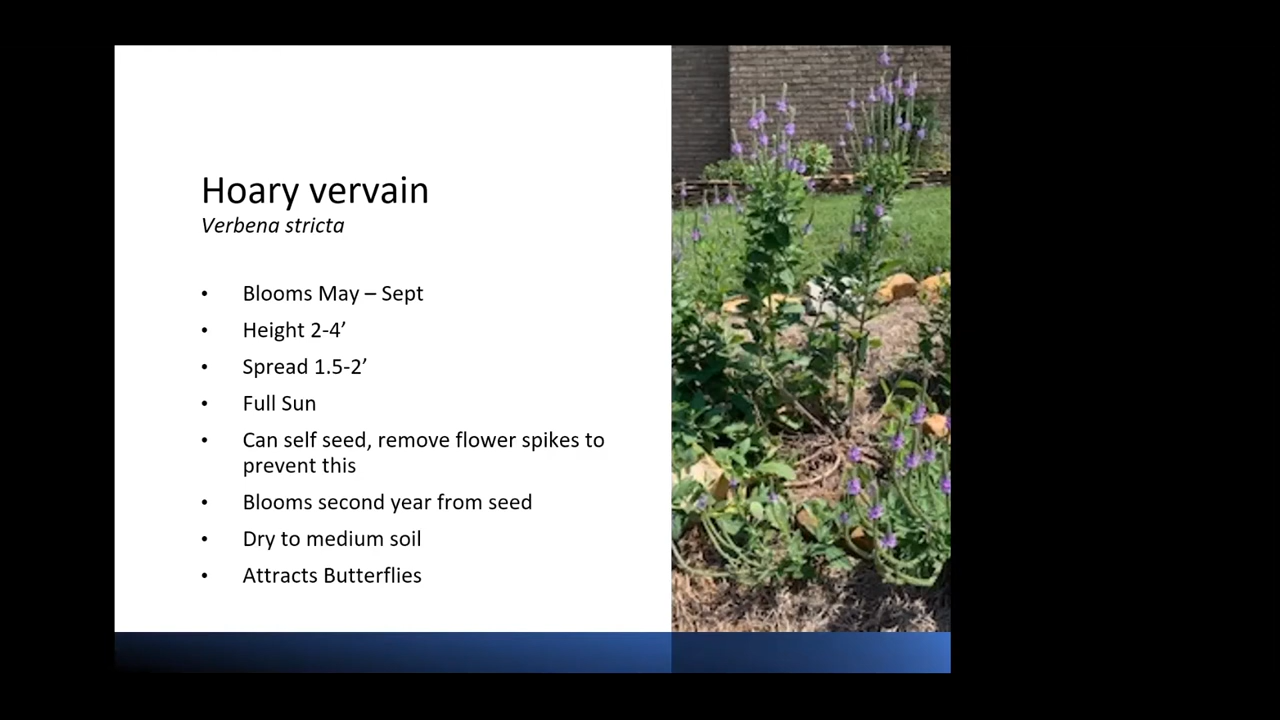 Hoary vervain
Verbena stricta
• Blooms May – Sept
• Height 2-4’
• Spread 1.5-2’
• Full Sun
• Can self seed, remove flower spikes to
prevent this
• Blooms second year from seed
• Dry to medium soil
• Attracts Butterflies